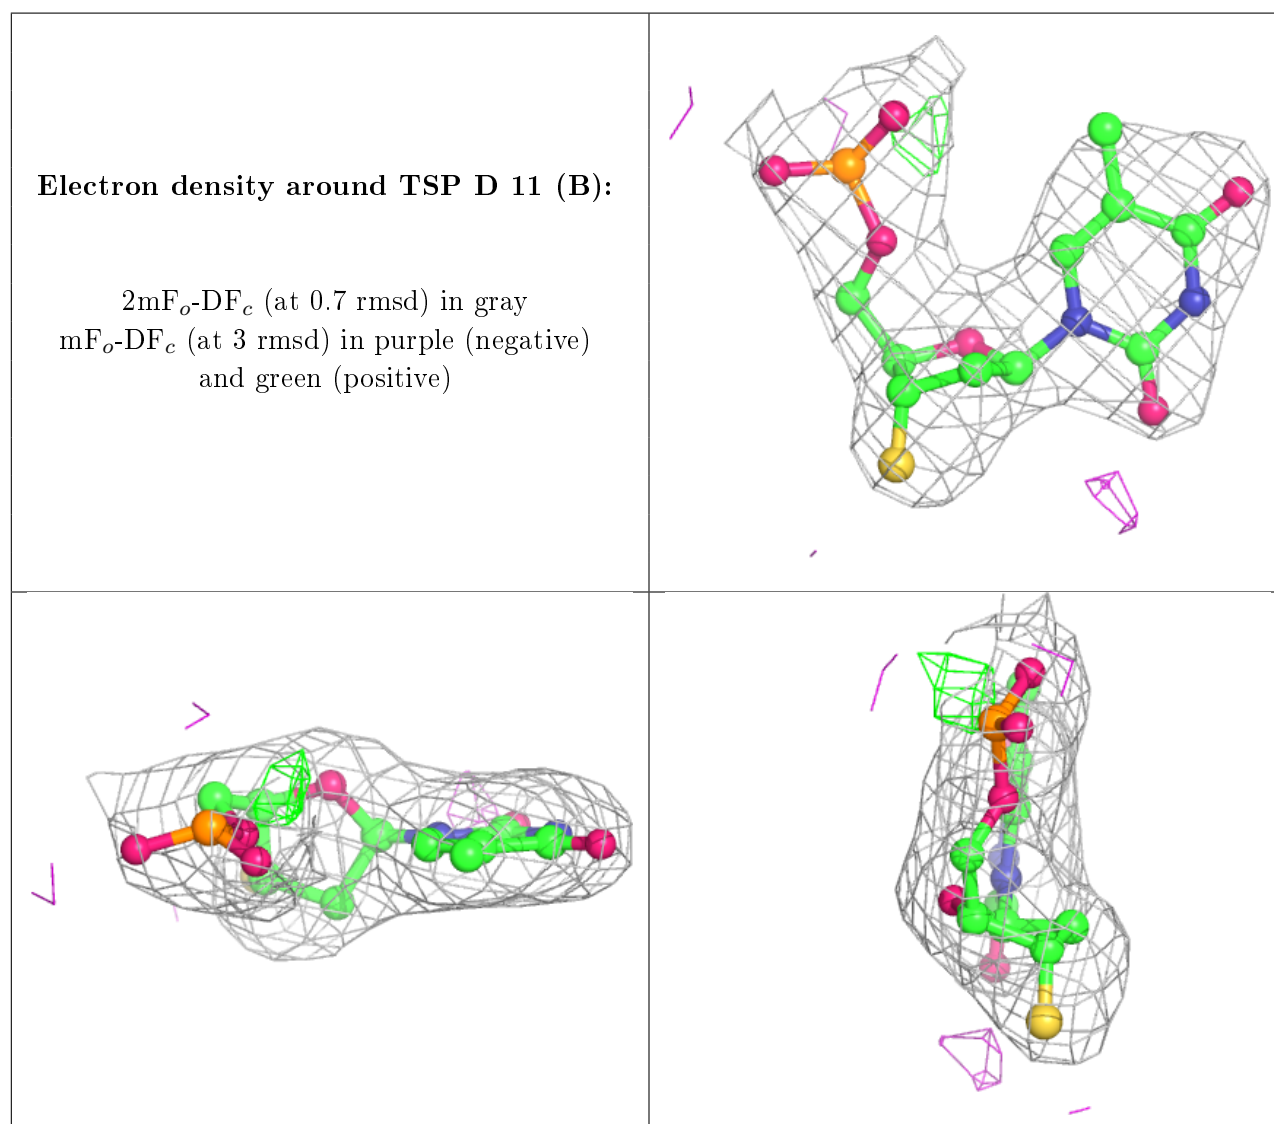 Electron density around TSP D 11 (B):
2mFo-DFc (at 0.7 rmsd) in gray
mFo-DFc (at 3 rmsd) in purple (negative)
and green (positive)